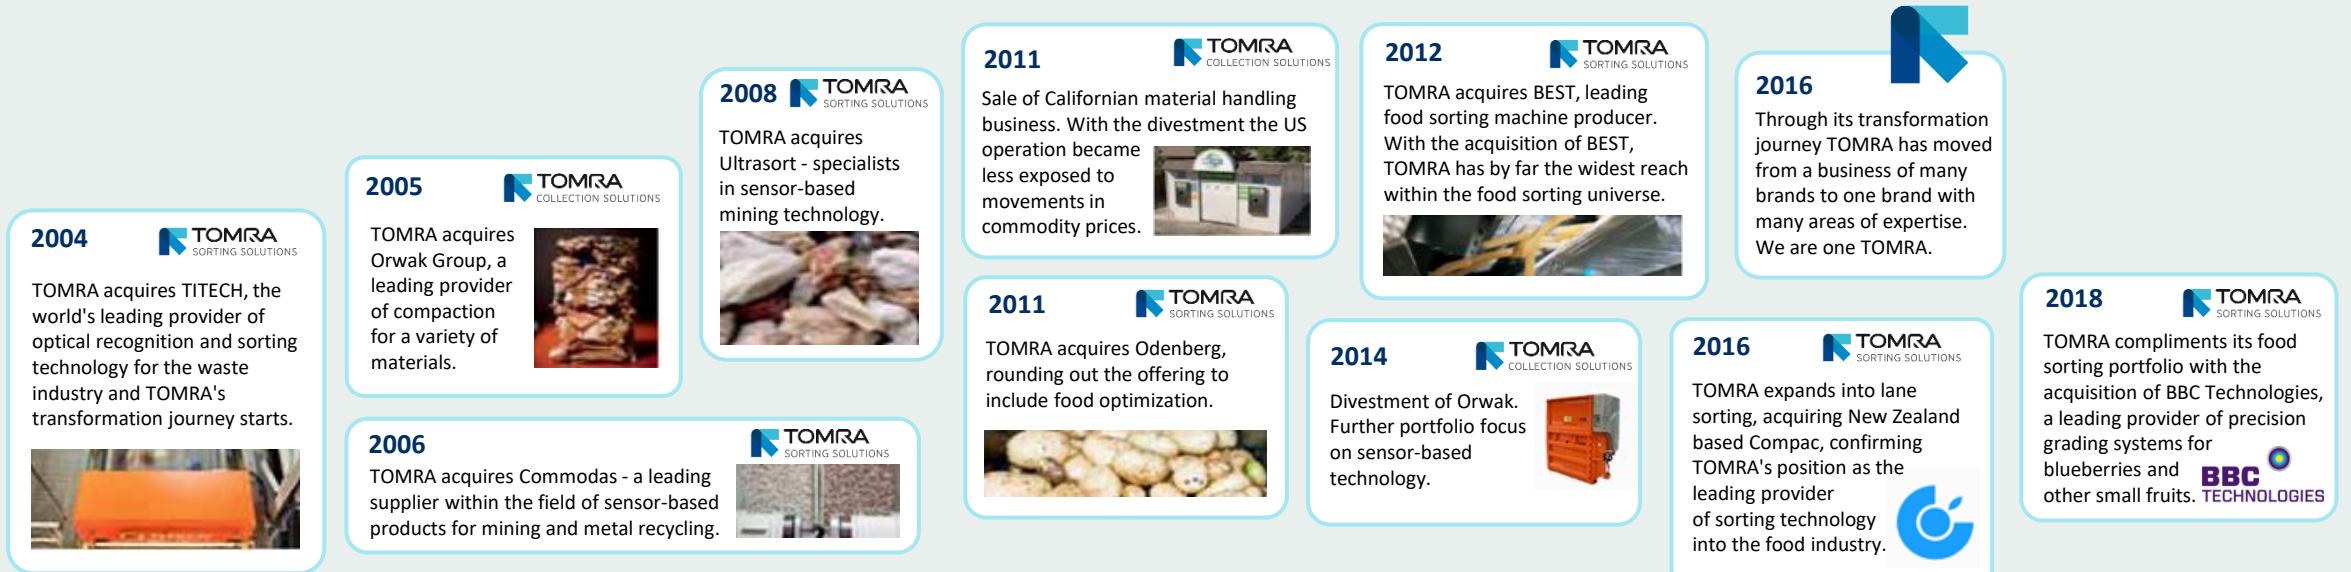 2004
TOMRA
SORTING SOLUTIONS
TOMRA acquires TITECH, the
world's leading provider of
optical recognition and sorting
technology for the waste
industry and TOMRA's
transformation journey starts.
2005
TOMRA
COLLECTION SOLUTIONS
TOMRA acquires
Orwak Group, a
leading provider
of compaction
for a variety of
materials.
2006
TOMRA
SORTING SOLUTIONS
TOMRA acquires Commodas - a leading
supplier within the field of sensor-based
products for mining and metal recycling.
2008
TOMRA
SORTING SOLUTIONS
TOMRA acquires
Ultrasort - specialists
in sensor-based
mining technology.
2011
TOMRA
COLLECTION SOLUTIONS
Sale of Californian material handling
business. With the divestment the US
operation became
less exposed to
movements in
commodity prices.
2011
TOMRA
SORTING SOLUTIONS
TOMRA acquires Odenberg,
rounding out the offering to
include food optimization.
2012
TOMRA
SORTING SOLUTIONS
TOMRA acquires BEST, leading
food sorting machine producer.
With the acquisition of BEST,
TOMRA has by far the widest reach
within the food sorting universe.
2014
TOMRA
COLLECTION SOLUTIONS
Divestment of Orwak.
Further portfolio focus
on sensor-based
technology.
2016
Through its transformation
journey TOMRA has moved
from a business of many
brands to one brand with
many areas of expertise.
We are one TOMRA.
2016
TOMRA
SORTING SOLUTIONS
TOMRA expands into lane
sorting, acquiring New Zealand
based Compac, confirming
TOMRA's position as the
leading provider
of sorting technology
into the food industry.
2018
TOMRA
SORTING SOLUTIONS
TOMRA compliments its food
sorting portfolio with the
acquisition of BBC Technologies,
a leading provider of precision
grading systems for
blueberries and
other small fruits.
BBC
TECHNOLOGIES